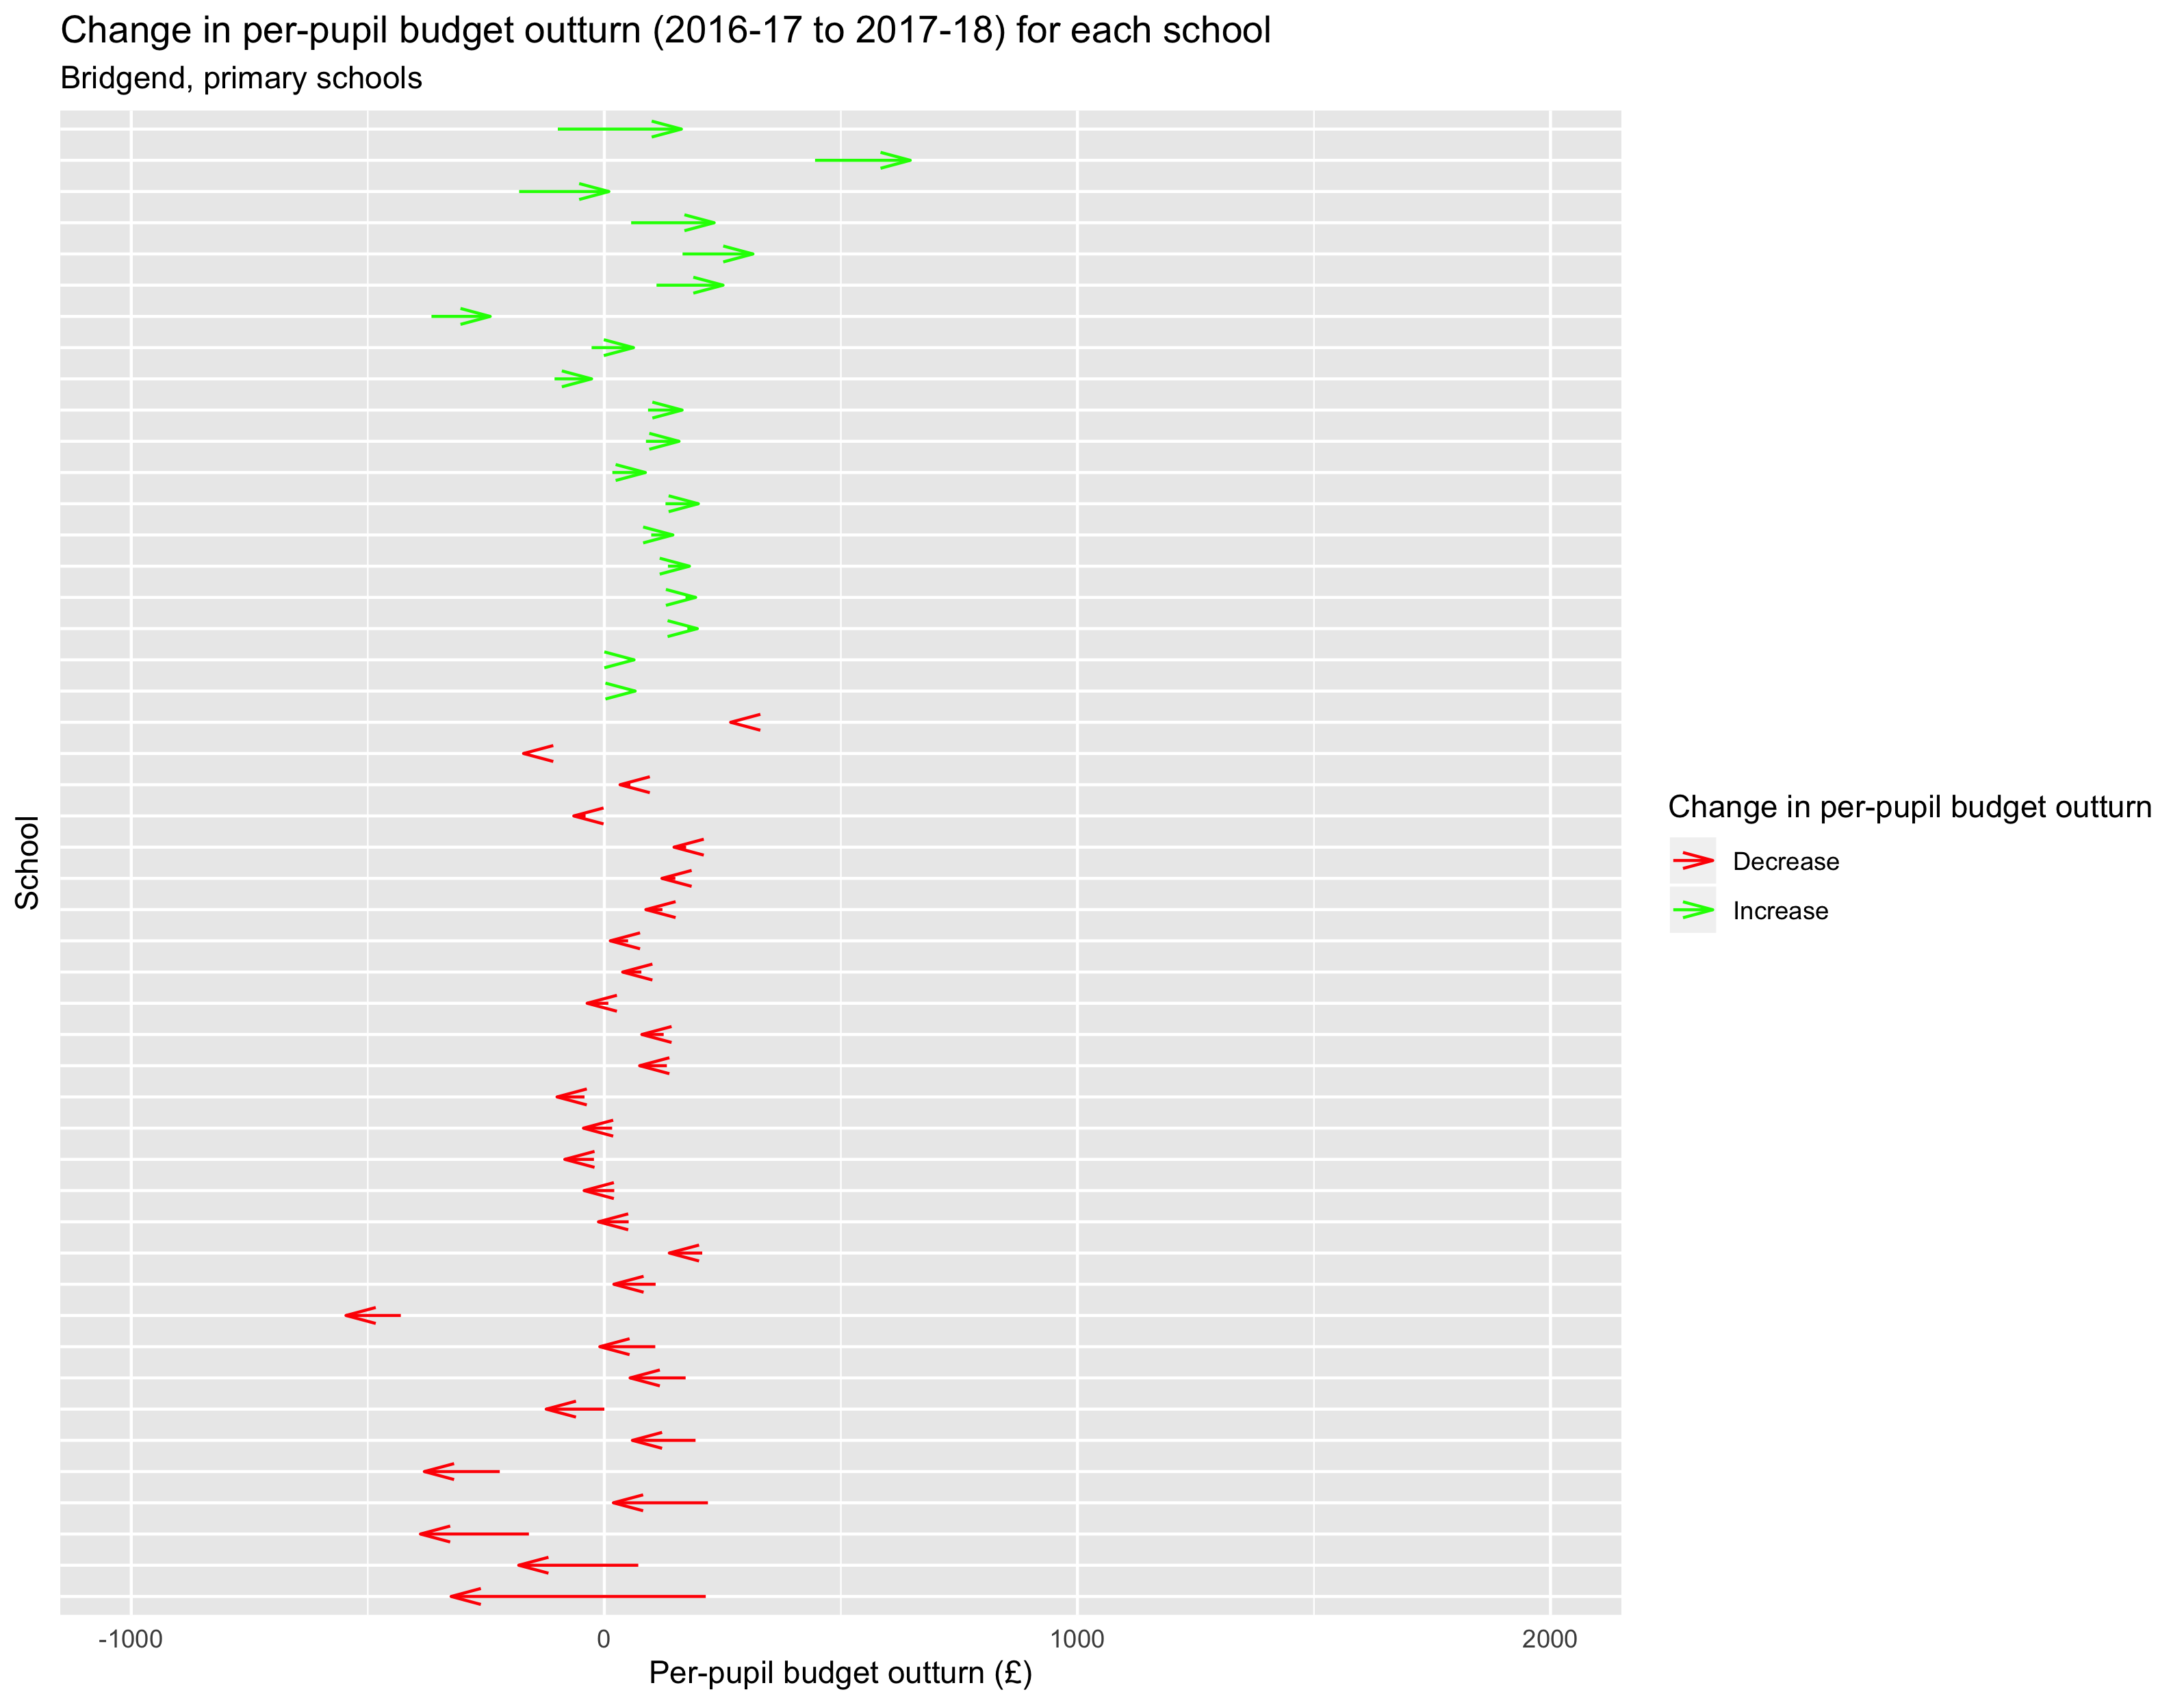 Change in per-pupil budget outturn (2016-17 to 2017-18) for each school
Bridgend, primary schools
School
Change in per-pupil budget outturn
Decrease
Increase
-1000 0 1000 2000
Per-pupil budget outturn (£)